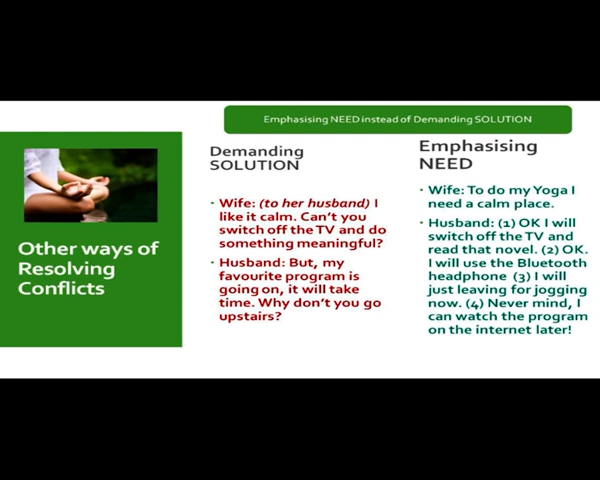 Emphasising NEED instead of Demanding SOLUTION
Other ways of
Resolving
Conflicts
Demanding
SOLUTION
• Wife: (to her husband) I
like it calm. Can't you
switch off the TV and do
something meaningful?
• Husband: But, my
favourite program is
going on, it will take
time. Why don't you go
upstairs?
Emphasising
NEED
• Wife: To do my Yoga I
need a calm place.
• Husband: (1) OK I will
switch off the TV and
read that novel. (2) OK.
I will use the Bluetooth
headphone (3) I will
just leaving for jogging
now. (4) Never mind, I
can watch the program
on the internet later!